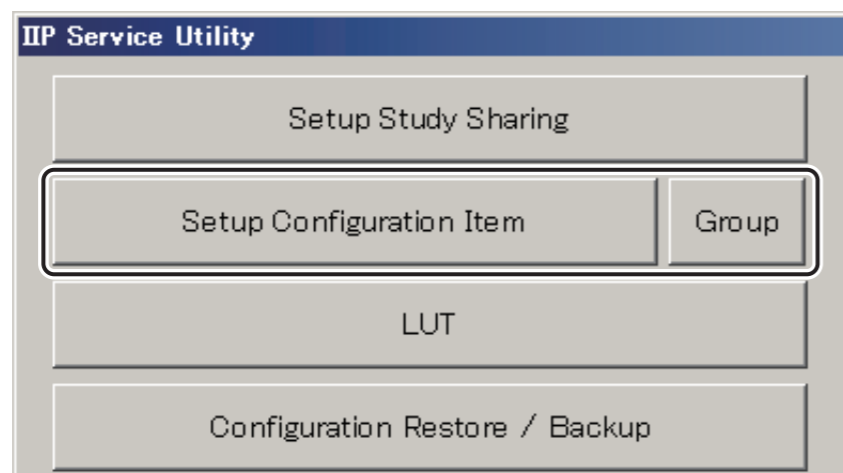 IIP Service Utility
Setup Study Sharing
Setup Configuration Item Group
LUT
Configuration Restore / Backup